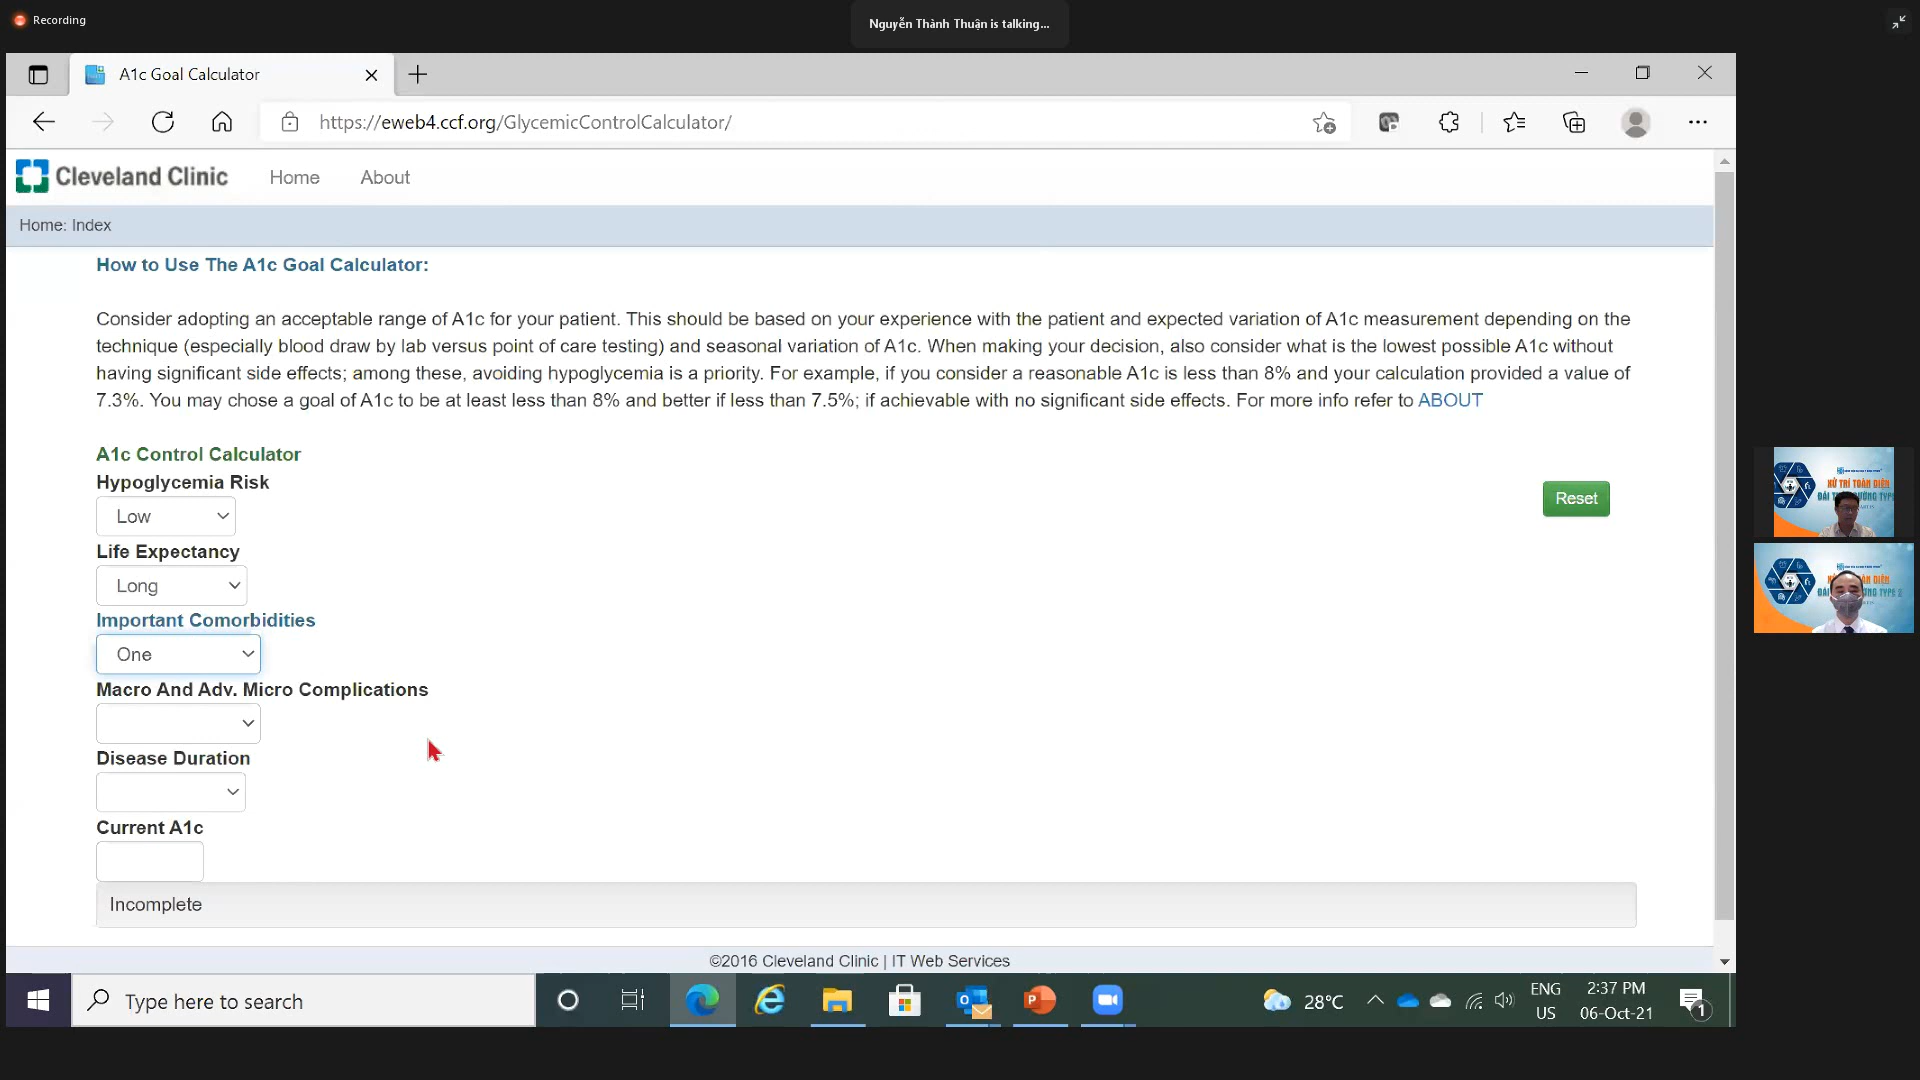 Recording
Nguyễn Thành Thuận is talking...
A1c Goal Calculator
https://eweb4.ccf.org/GlycemicControlCalculator/
Cleveland Clinic
Home
About
Home: Index
How to Use The A1c Goal Calculator:
Consider adopting an acceptable range of A1c for your patient. This should be based on your experience with the patient and expected variation of A1c measurement depending on the
technique (especially blood draw by lab versus point of care testing) and seasonal variation of A1c. When making your decision, also consider what is the lowest possible A1c without
having significant side effects; among these, avoiding hypoglycemia is a priority. For example, if you consider a reasonable A1c is less than 8% and your calculation provided a value of
7.3%. You may chose a goal of A1c to be at least less than 8% and better if less than 7.5%; if achievable with no significant side effects. For more info refer to ABOUT
A1c Control Calculator
Hypoglycemia Risk
Reset
Low
Life Expectancy
Long
Important Comorbidities
One
Macro And Adv. Micro Complications
Disease Duration
Current A1c
Incomplete
©2016 Cleveland Clinic | IT Web Services
XỬ TRÍ TOÀN DIỆN
Type here to search
28°C
ENG
US
2:37 PM
06-Oct-21
1